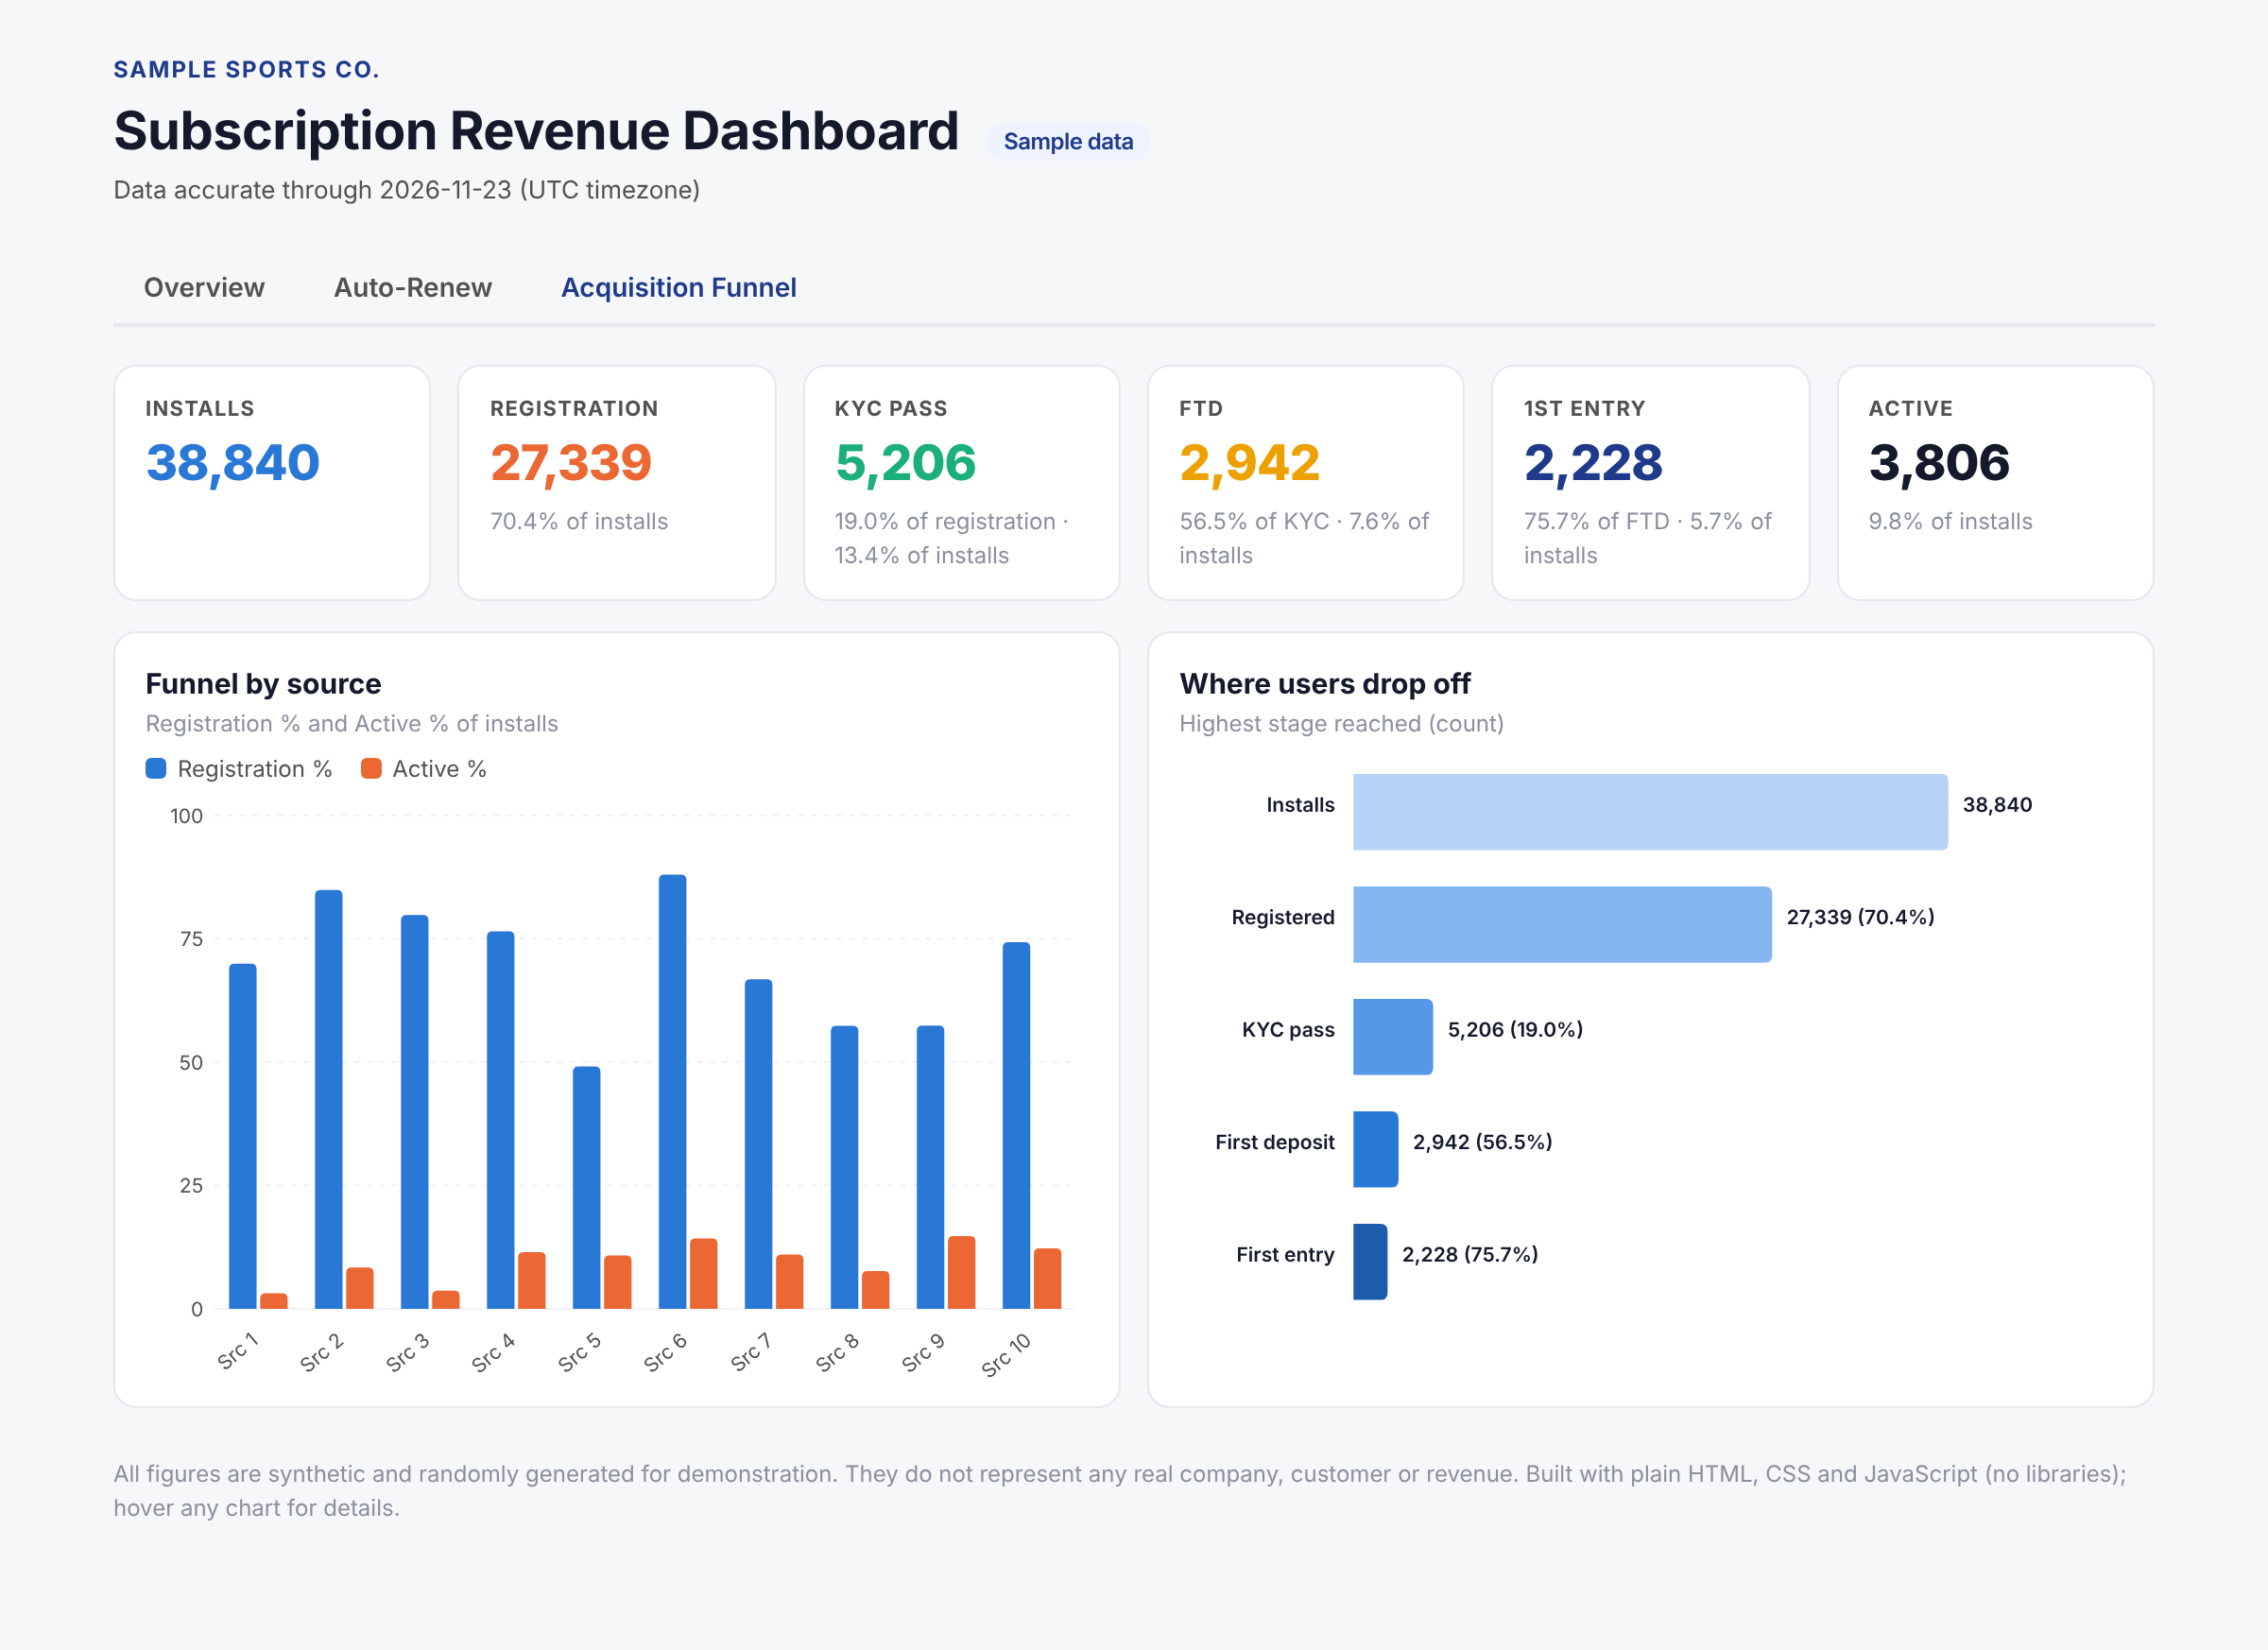 SAMPLE SPORTS CO.
Subscription Revenue Dashboard
Sample data
Data accurate through 2026-11-23 (UTC timezone)
Overview
Auto-Renew
Acquisition Funnel
INSTALLS
38,840
REGISTRATION
27,339
70.4% of installs
KYC PASS
5,206
19.0% of registration ·
13.4% of installs
FTD
2,942
56.5% of KYC · 7.6% of
installs
1ST ENTRY
2,228
75.7% of FTD · 5.7% of
installs
ACTIVE
3,806
9.8% of installs
Funnel by source
Registration % and Active % of installs
Registration %
Active %
100
75
50
25
0
Src 1
Src 2
Src 3
Src 4
Src 5
Src 6
Src 7
Src 8
Src 9
Src 10
Where users drop off
Highest stage reached (count)
Installs
38,840
Registered
27,339 (70.4%)
KYC pass
5,206 (19.0%)
First deposit
2,942 (56.5%)
First entry
2,228 (75.7%)
All figures are synthetic and randomly generated for demonstration. They do not represent any real company, customer or revenue. Built with plain HTML, CSS and JavaScript (no libraries);
hover any chart for details.